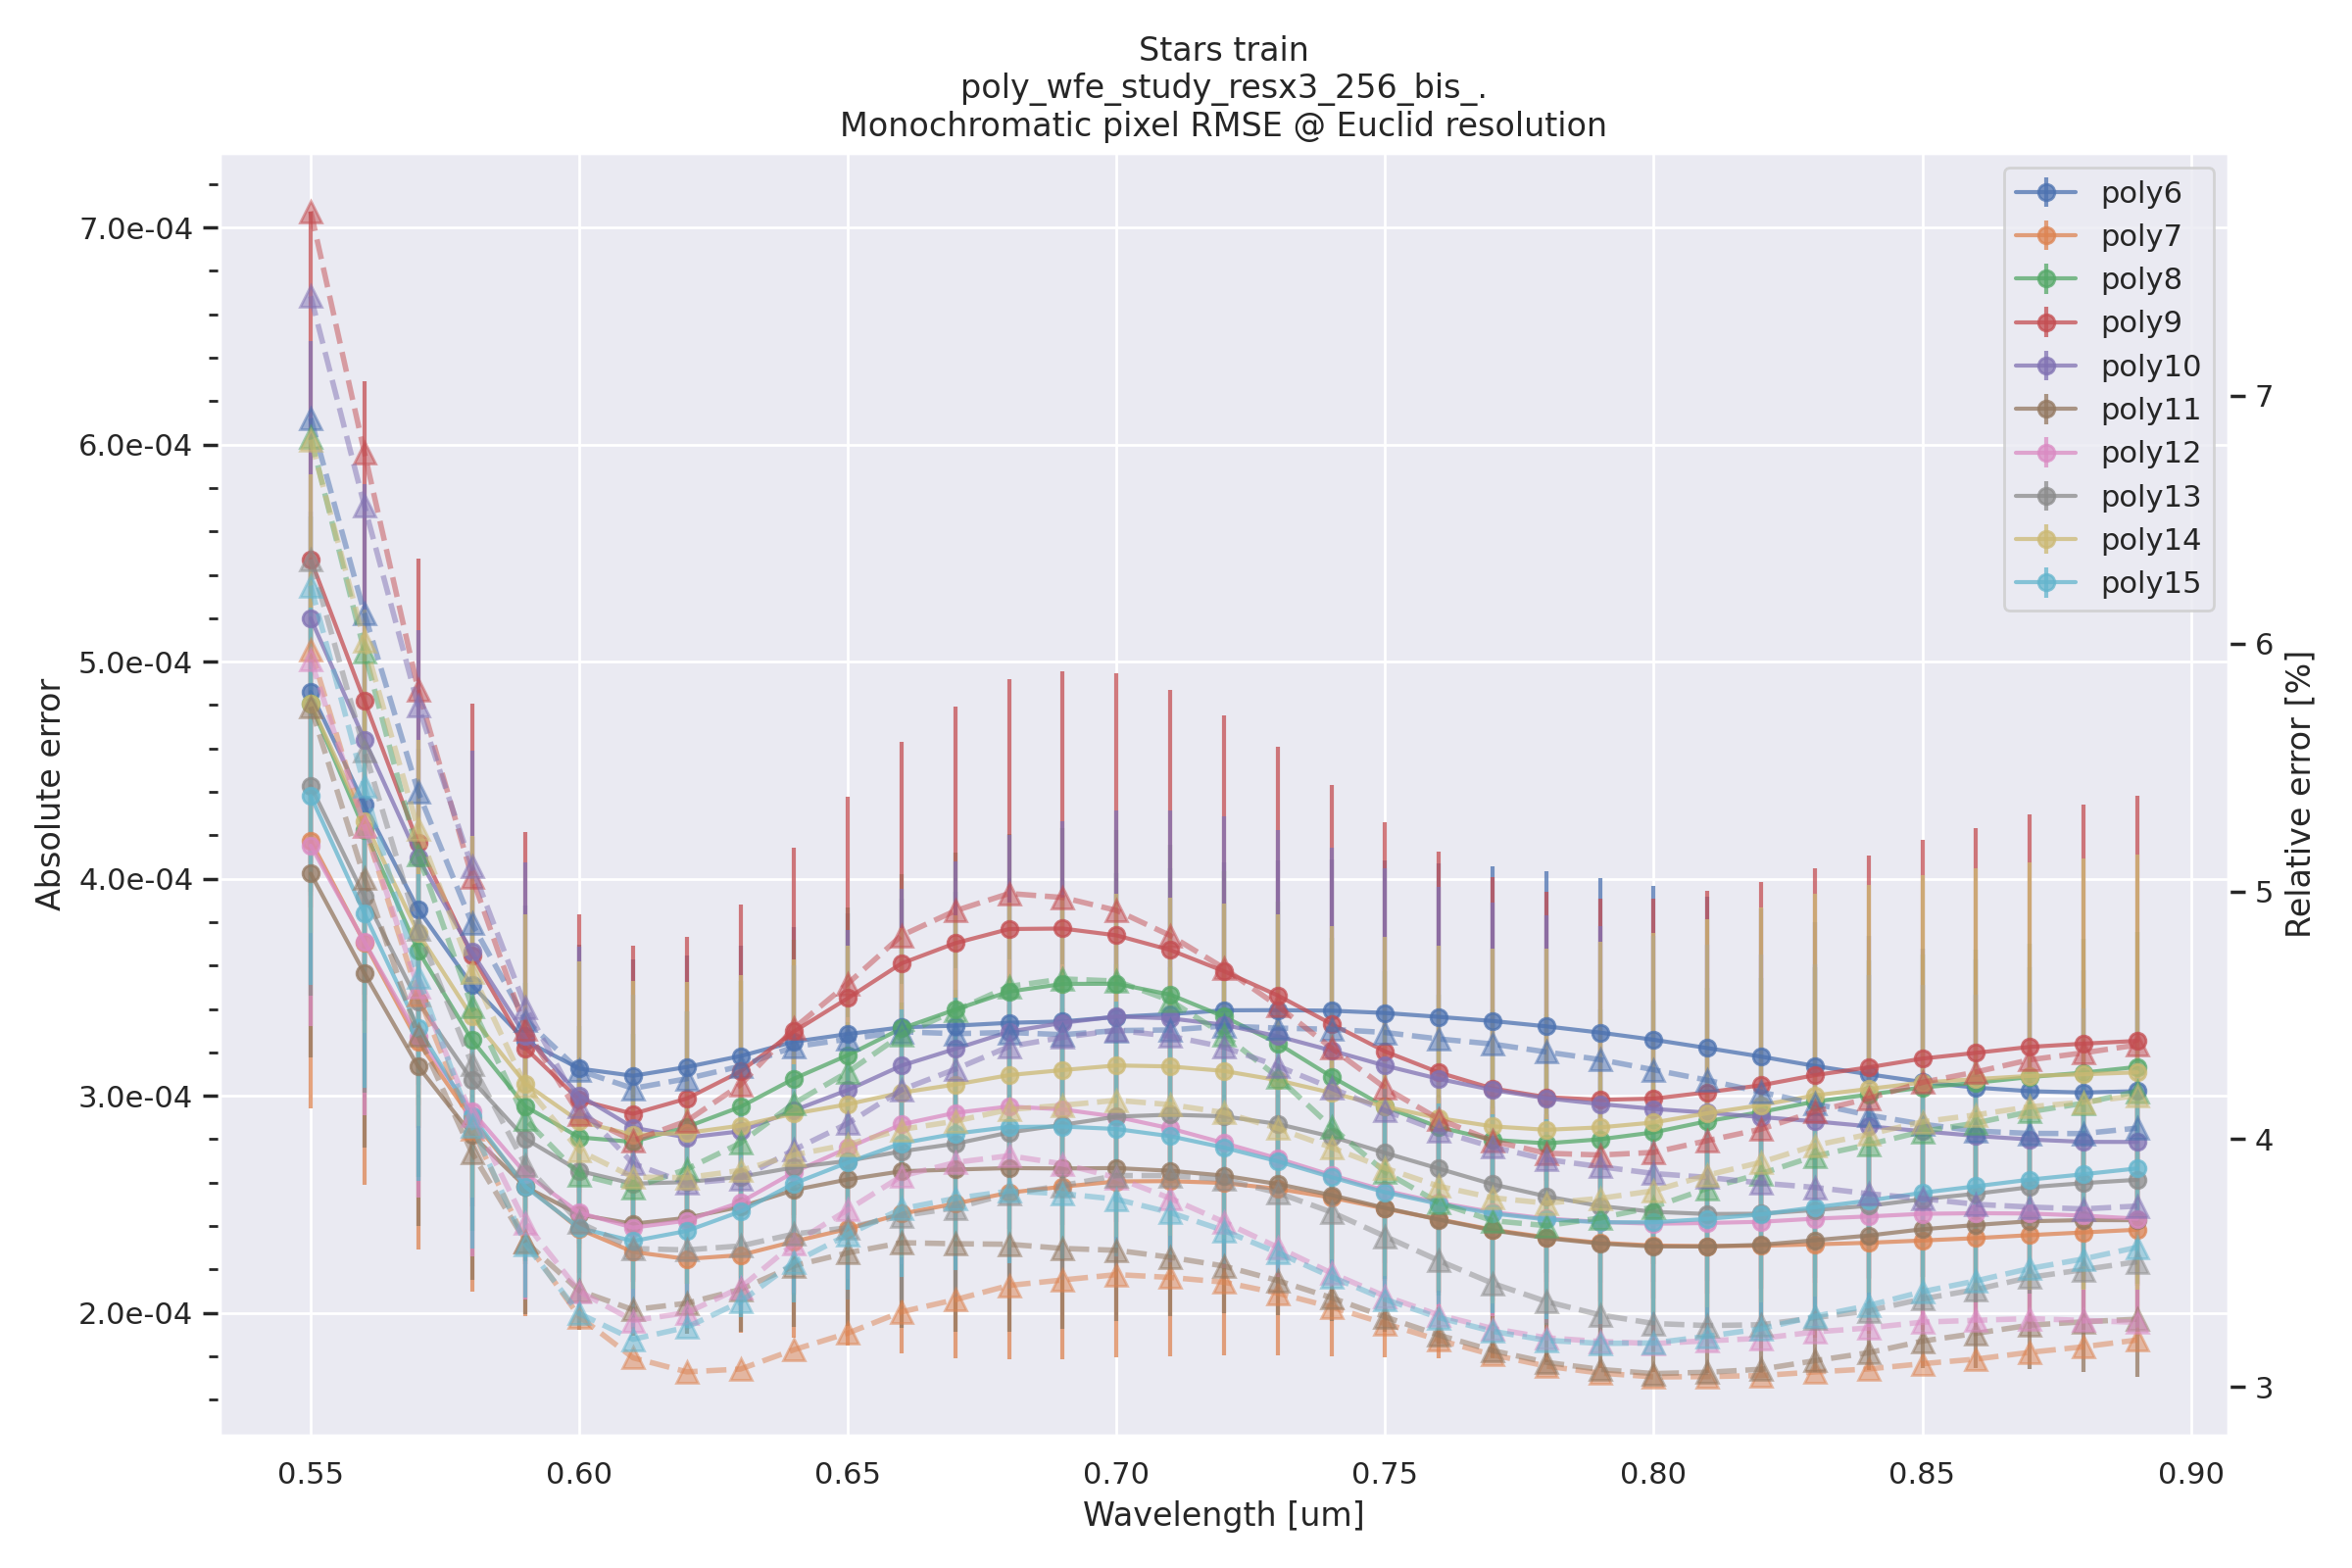 Stars train
poly_wfe_study_resx3_256_bis_.
Monochromatic pixel RMSE @ Euclid resolution
Absolute error
7.0e-04
6.0e-04
5.0e-04
4.0e-04
3.0e-04
2.0e-04
poly6
poly7
poly8
poly9
poly10
poly11
poly12
poly13
poly14
poly15
7
6
5
4
3
Relative error [%]
0.55 0.60 0.65 0.70 0.75 0.80 0.85 0.90
Wavelength [um]